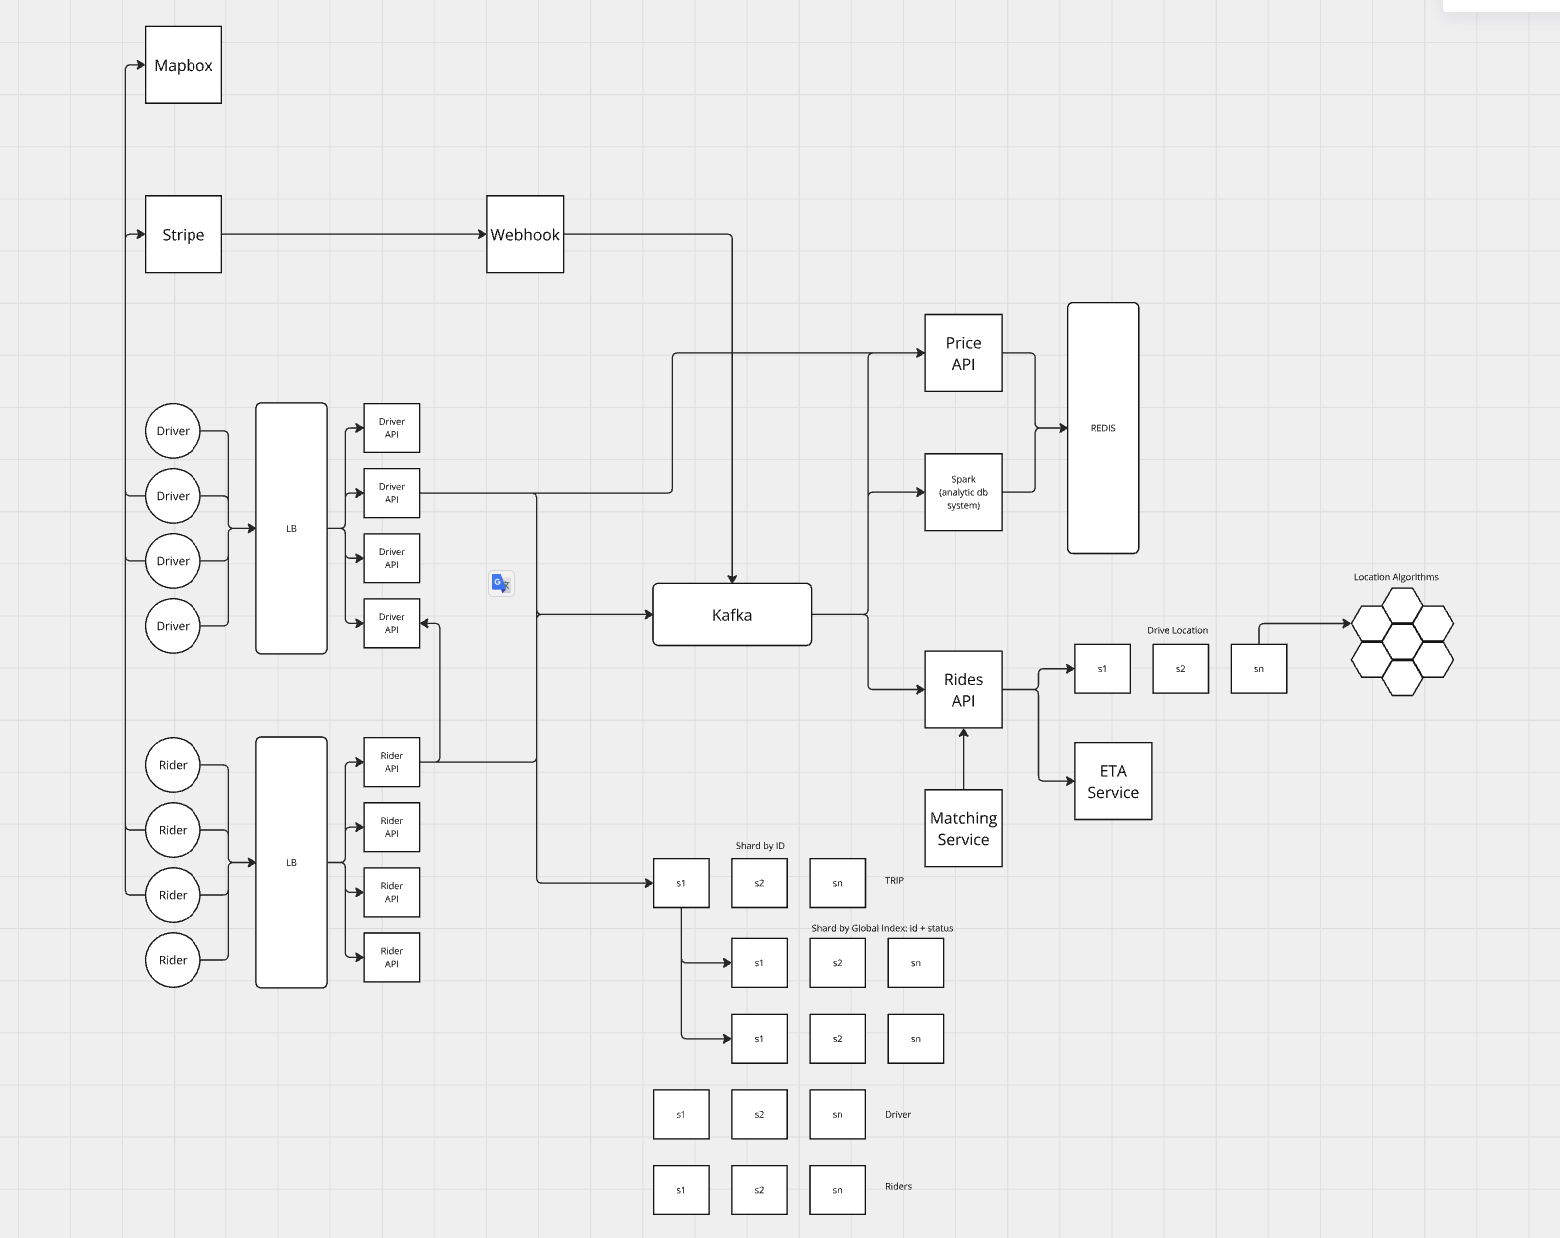 Mapbox
Stripe
Webhook
Price
API
REDIS
Spark
(analytic db
system)
Driver
Driver
Driver
Driver
LB
Driver
API
Driver
API
Driver
API
Driver
API
G
Kafka
Location Algorithms
Drive Location
s1
s2
sn
Rides
API
ETA
Service
Matching
Service
Rider
Rider
Rider
Rider
LB
Rider
API
Rider
API
Rider
API
Rider
API
Shard by ID
s1
s2
sn
TRIP
Shard by Global Index: id + status
s1
s2
sn
s1
s2
sn
s1
s2
sn
Driver
s1
s2
sn
Riders